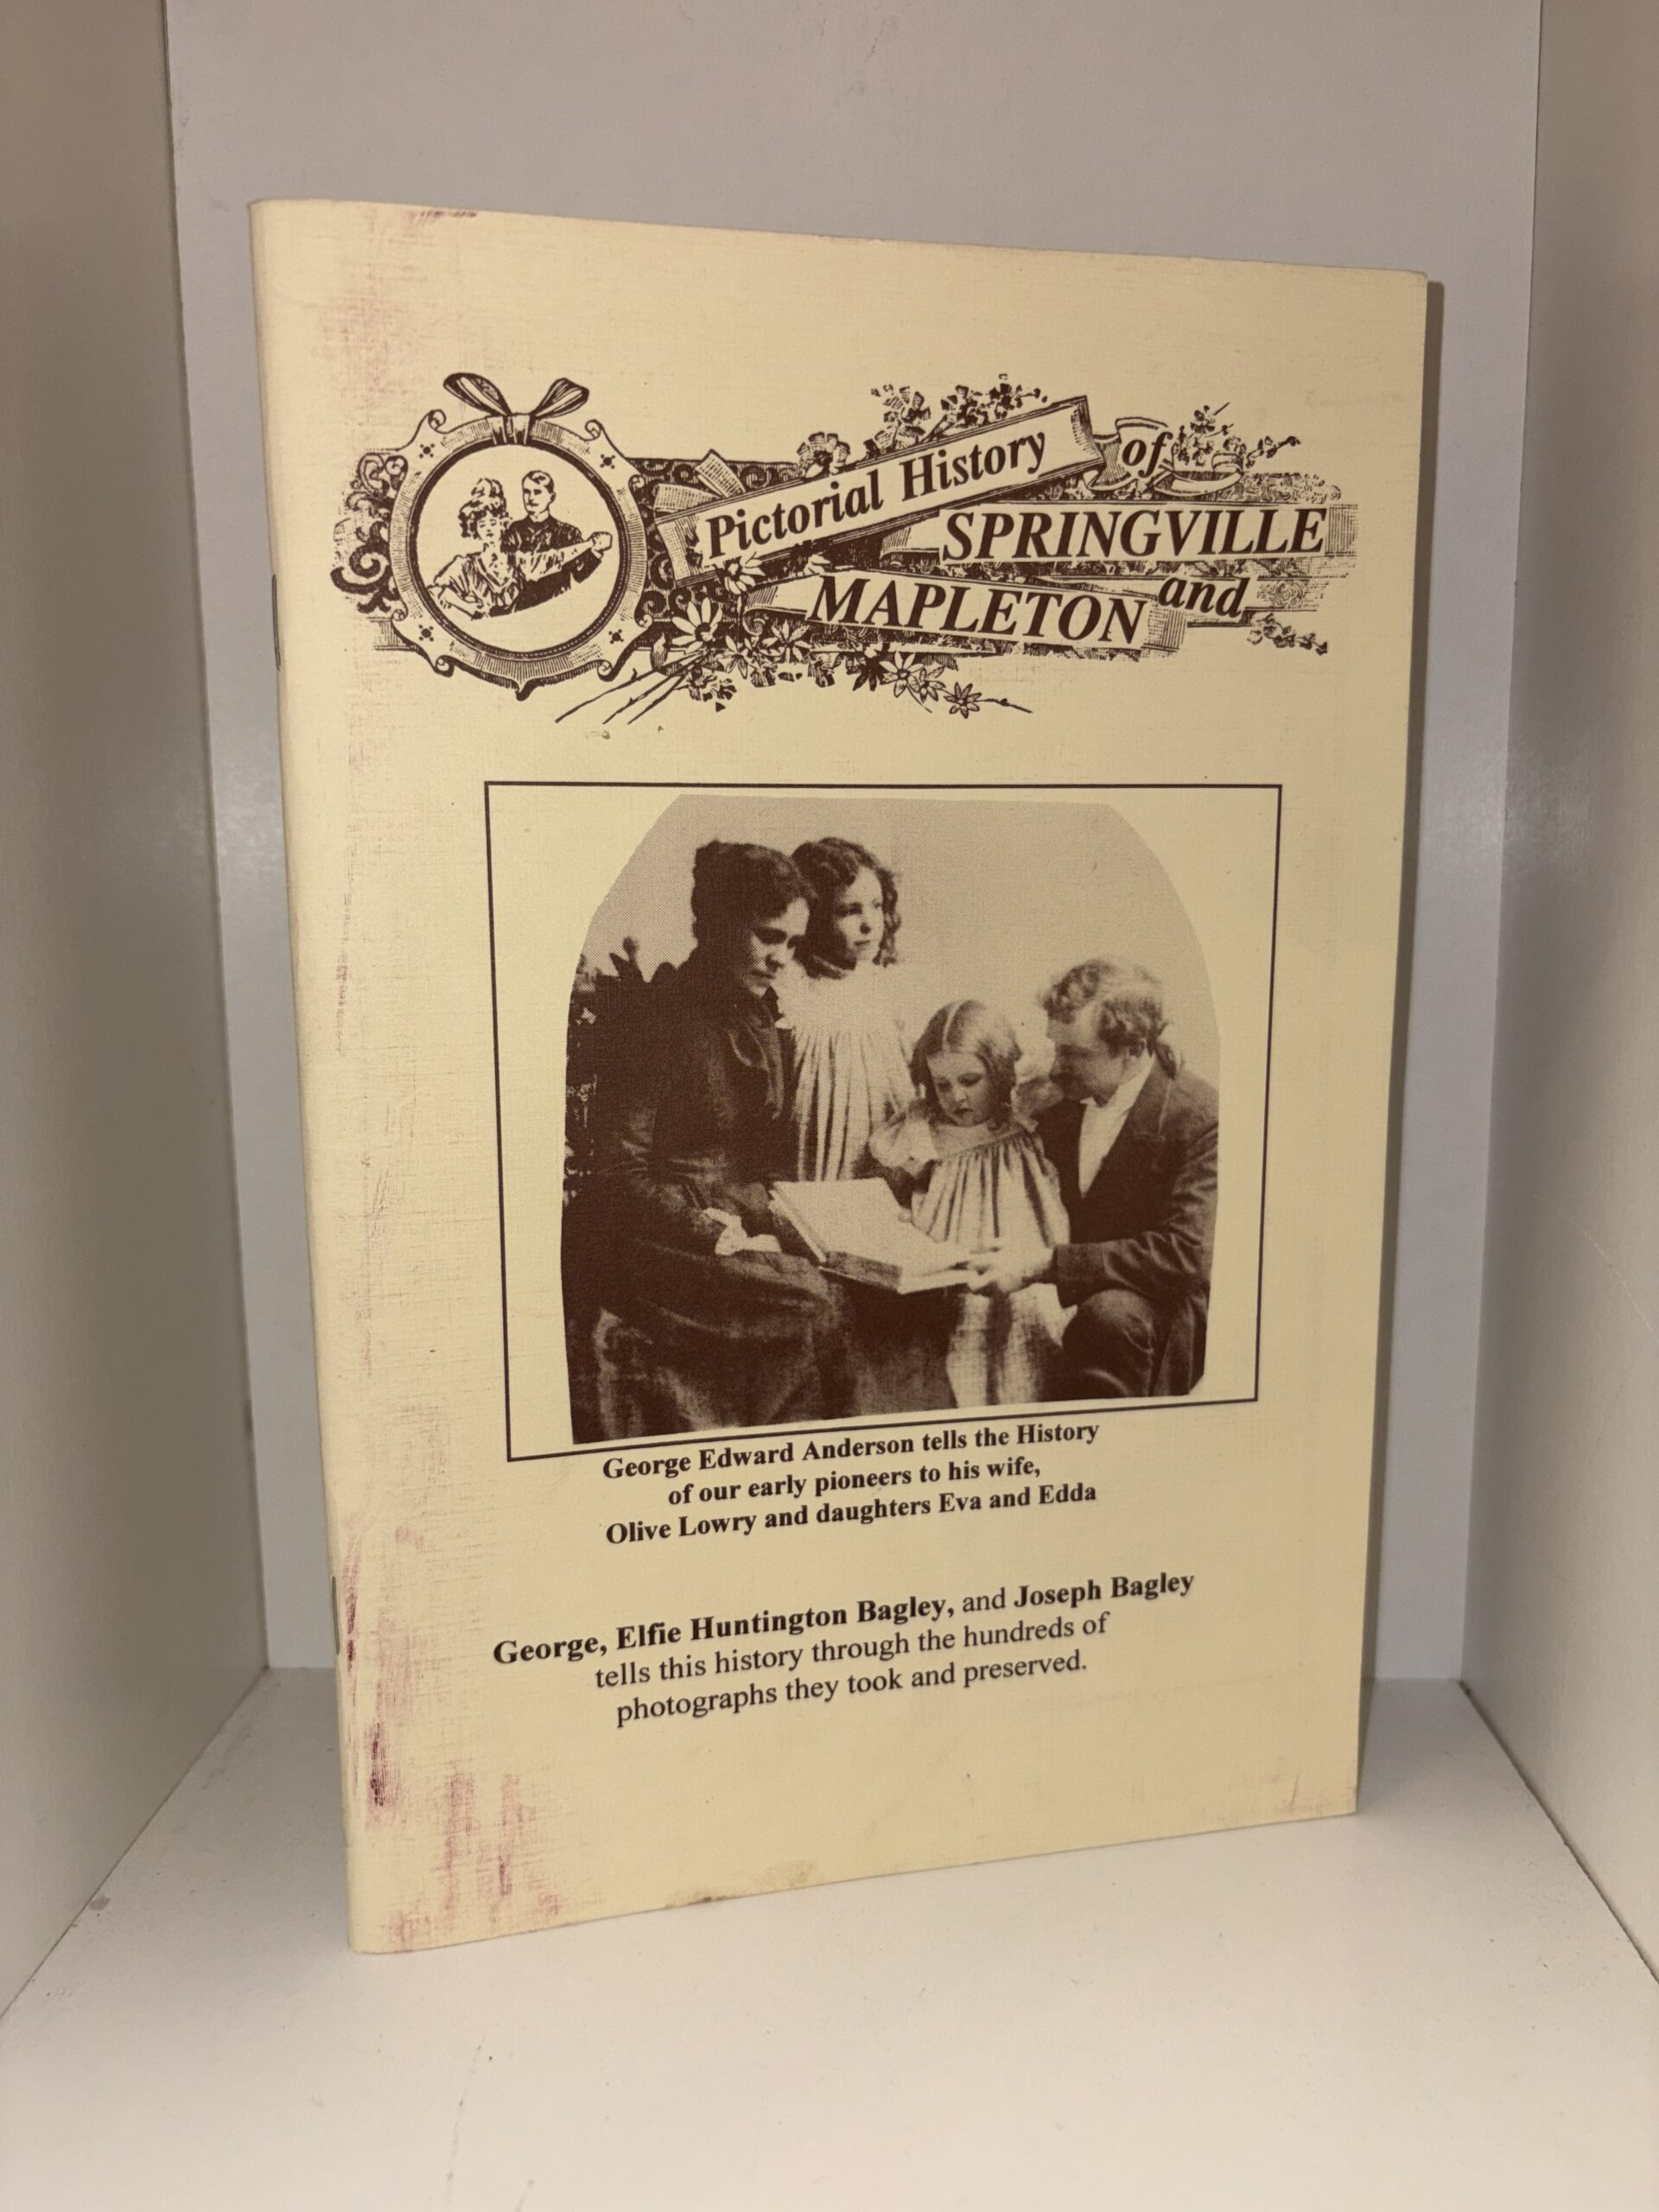 Pictorial History of
SPRINGVILLE
and
MAPLETON
George Edward Anderson tells the History
of our early pioneers to his wife,
Olive Lowry and daughters Eva and Edda
George, Elfie Huntington Bagley, and Joseph Bagley
tells this history through the hundreds of
photographs they took and preserved.